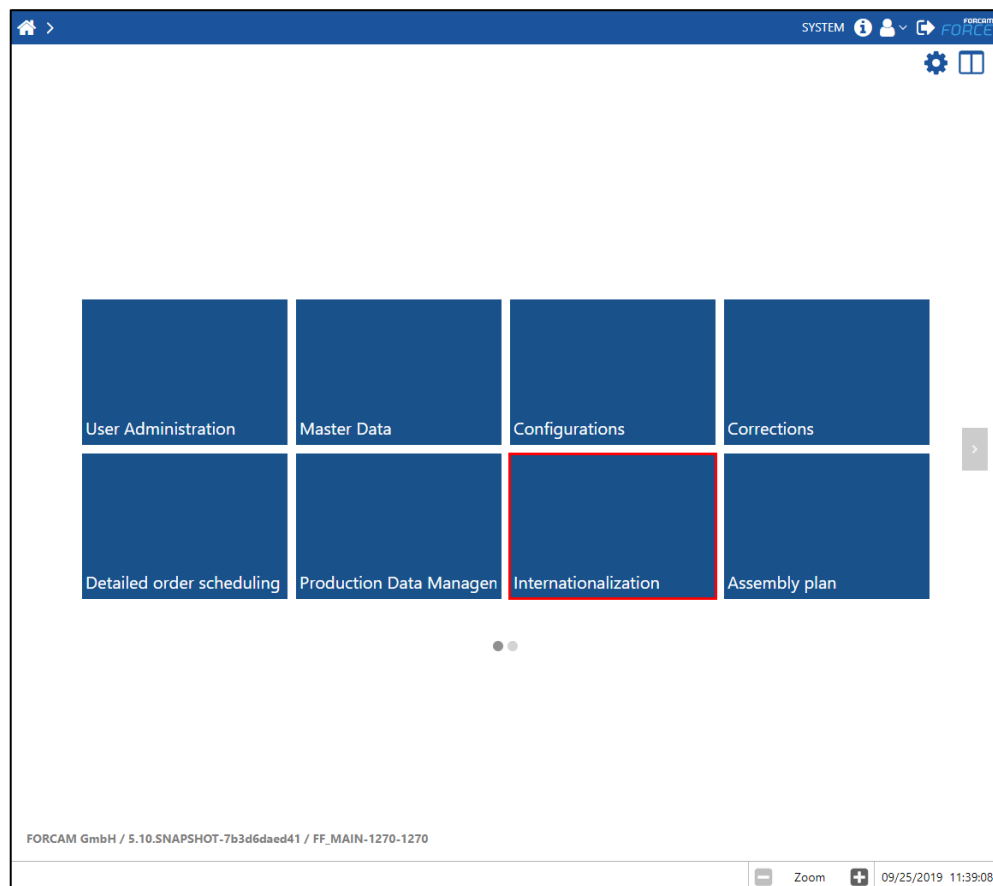 SYSTEM
FORCAM
FORCE
User Administration
Master Data
Configurations
Corrections
Detailed order scheduling
Production Data Managen
Internationalization
Assembly plan
FORCAM GmbH / 5.10.SNAPSHOT-7b3d6daed41 / FF_MAIN-1270-1270
Zoom
09/25/2019 11:39:08